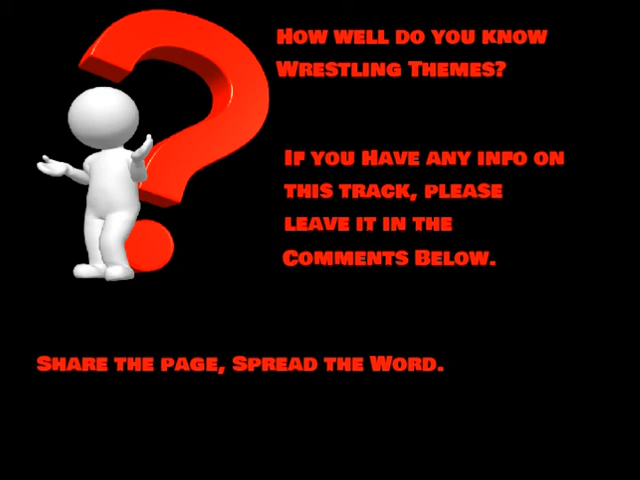 How well do you know
Wrestling Themes?
If you Have any info on
this track, please
leave it in the
Comments Below.
Share the page, Spread the Word.